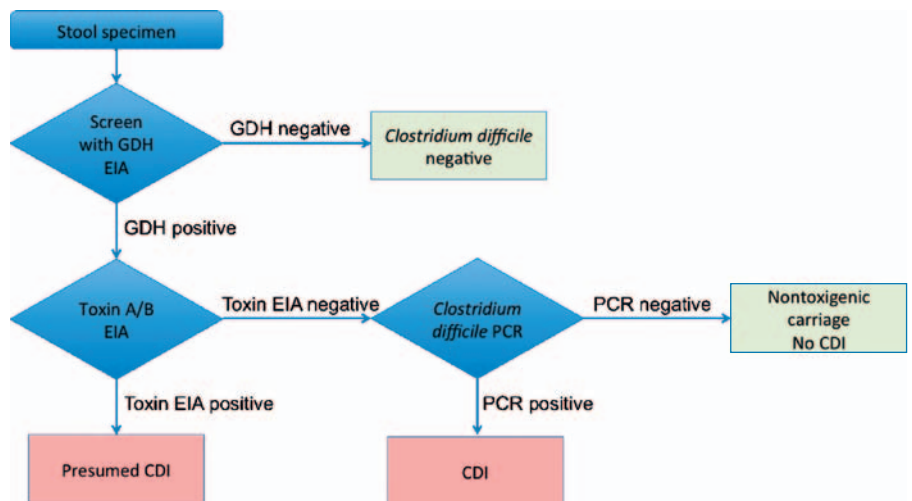 Stool specimen
Screen
with GDH
EIA
GDH negative
Clostridium difficile
negative
GDH positive
Toxin A/B
EIA
Toxin EIA negative
Clostridium
difficile PCR
PCR negative
Nontoxigenic
carriage
No CDI
Toxin EIA positive
PCR positive
Presumed CDI
CDI